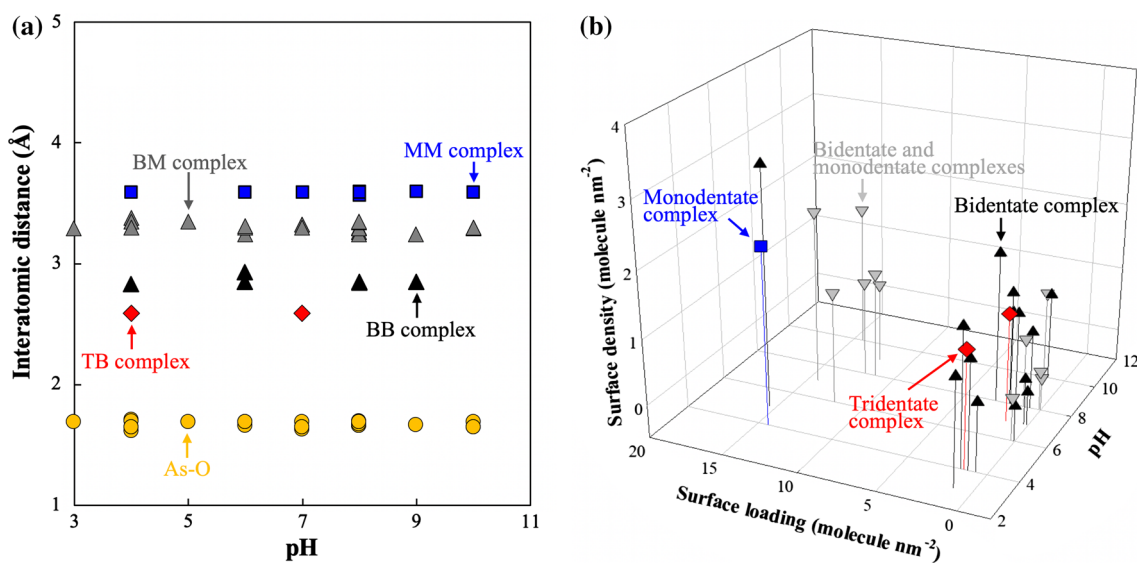 (a)
Interatomic distance (Å)
5
4
3
2
1
BM complex
MM complex
TB complex
BB complex
As-O
3
5
7
9
11
pH
(b)
Surface density (molecule nm-2)
4
3
2
1
0
Bidentate and
monodentate complexes
Monodentate
complex
Bidentate complex
Tridentate
complex
20
15
10
5
0
Surface loading (molecule nm-2)
2
4
6
8
10
12
pH